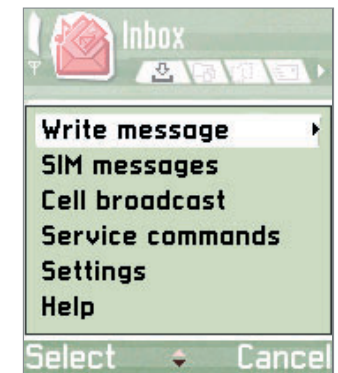 Inbox
Write message
SIM messages
Cell broadcast
Service commands
Settings
Help
Select Cancel